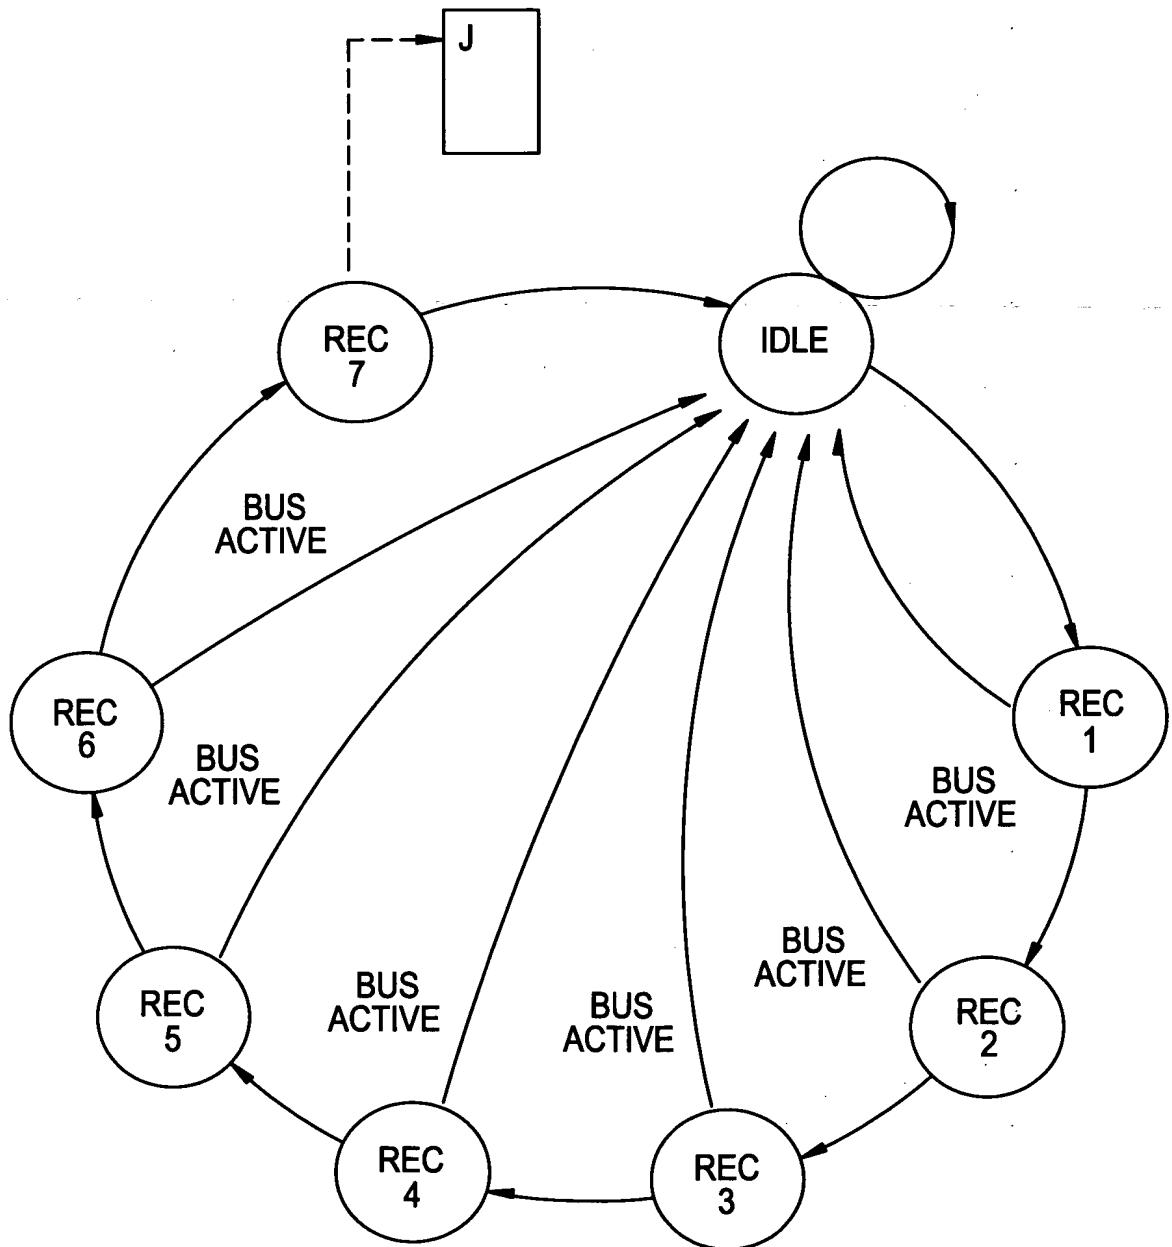 J
IDLE
REC
7
BUS
ACTIVE
REC
6
REC
1
BUS
ACTIVE
BUS
ACTIVE
BUS
ACTIVE
REC
5
BUS
ACTIVE
BUS
ACTIVE
REC
2
REC
4
REC
3